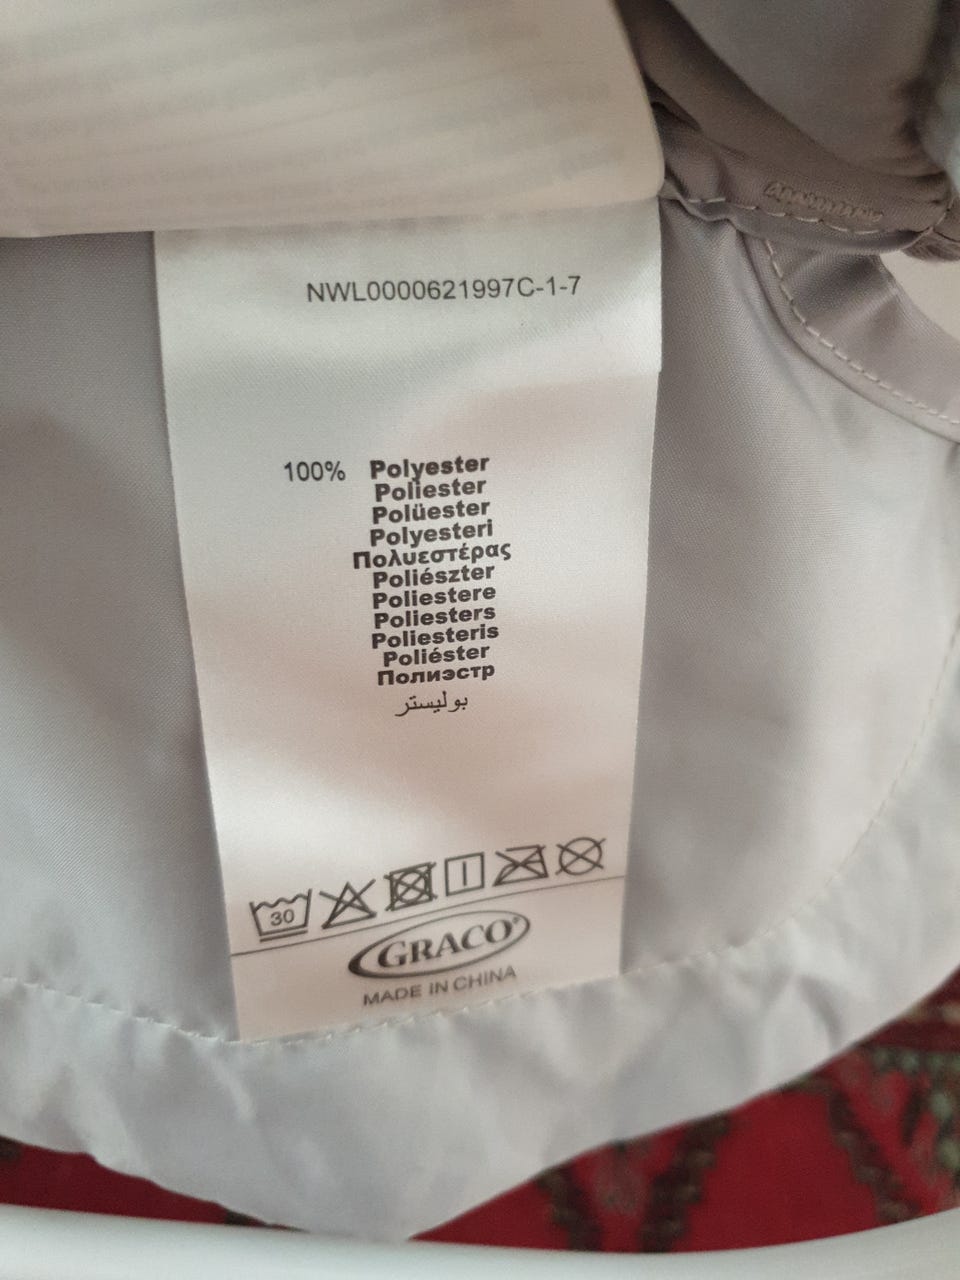 NWL0000621997C-1-7
100% Polyester
Poliester
Polüester
Polyesteri
Πολυεστέρας
Poliészter
Poliestere
Poliesters
Poliesteris
Poliéster
Полиэстр
بوليستر
30
GRACO®
MADE IN CHINA